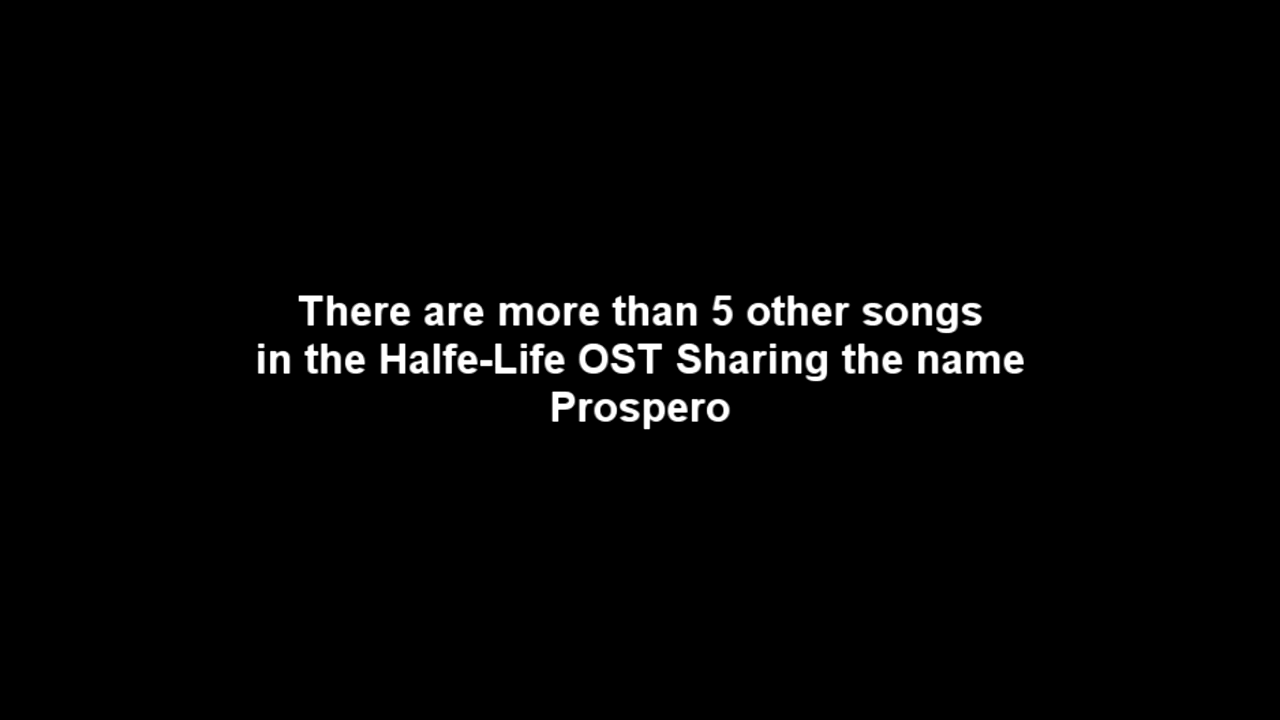 There are more than 5 other songs
in the Halfe-Life OST Sharing the name
Prospero